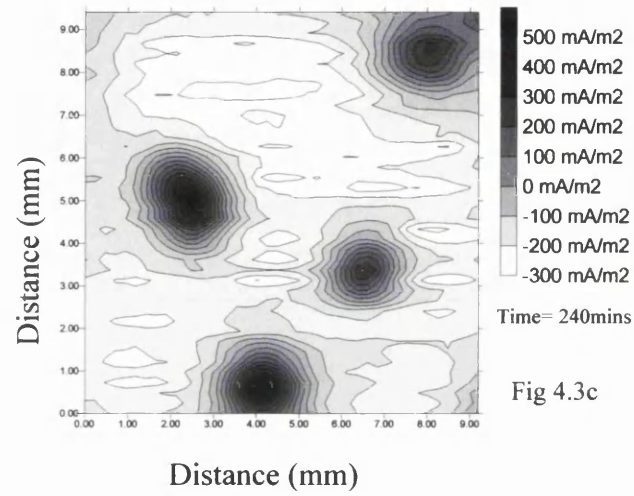 9.00
8.00
7.00
6.00
5.00
4.00
3.00
2.00
1.00
0.00
0.00 1.00 2.00 3.00 4.00 5.00 6.00 7.00 8.00 9.00
Distance (mm)
Distance (mm)
500 mA/m2
400 mA/m2
300 mA/m2
200 mA/m2
100 mA/m2
0 mA/m2
-100 mA/m2
-200 mA/m2
-300 mA/m2
Time= 240mins
Fig 4.3c